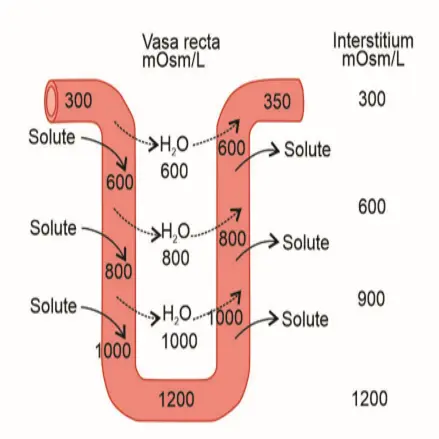 Vasa recta
mOsm/L
Interstitium
mOsm/L
300
350
300
Solute
H₂O
600
600
Solute
600
Solute
H₂O
800
800
Solute
800
600
Solute
H₂O
1000
1000
Solute
1000
900
1200
1200